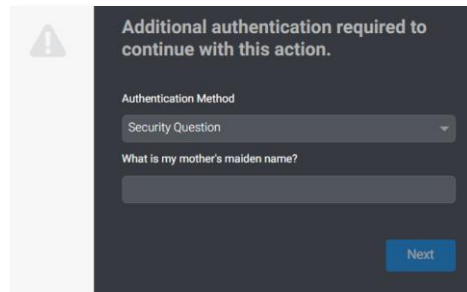 Additional authentication required to
continue with this action.
Authentication Method
Security Question
What is my mother's maiden name?
Next